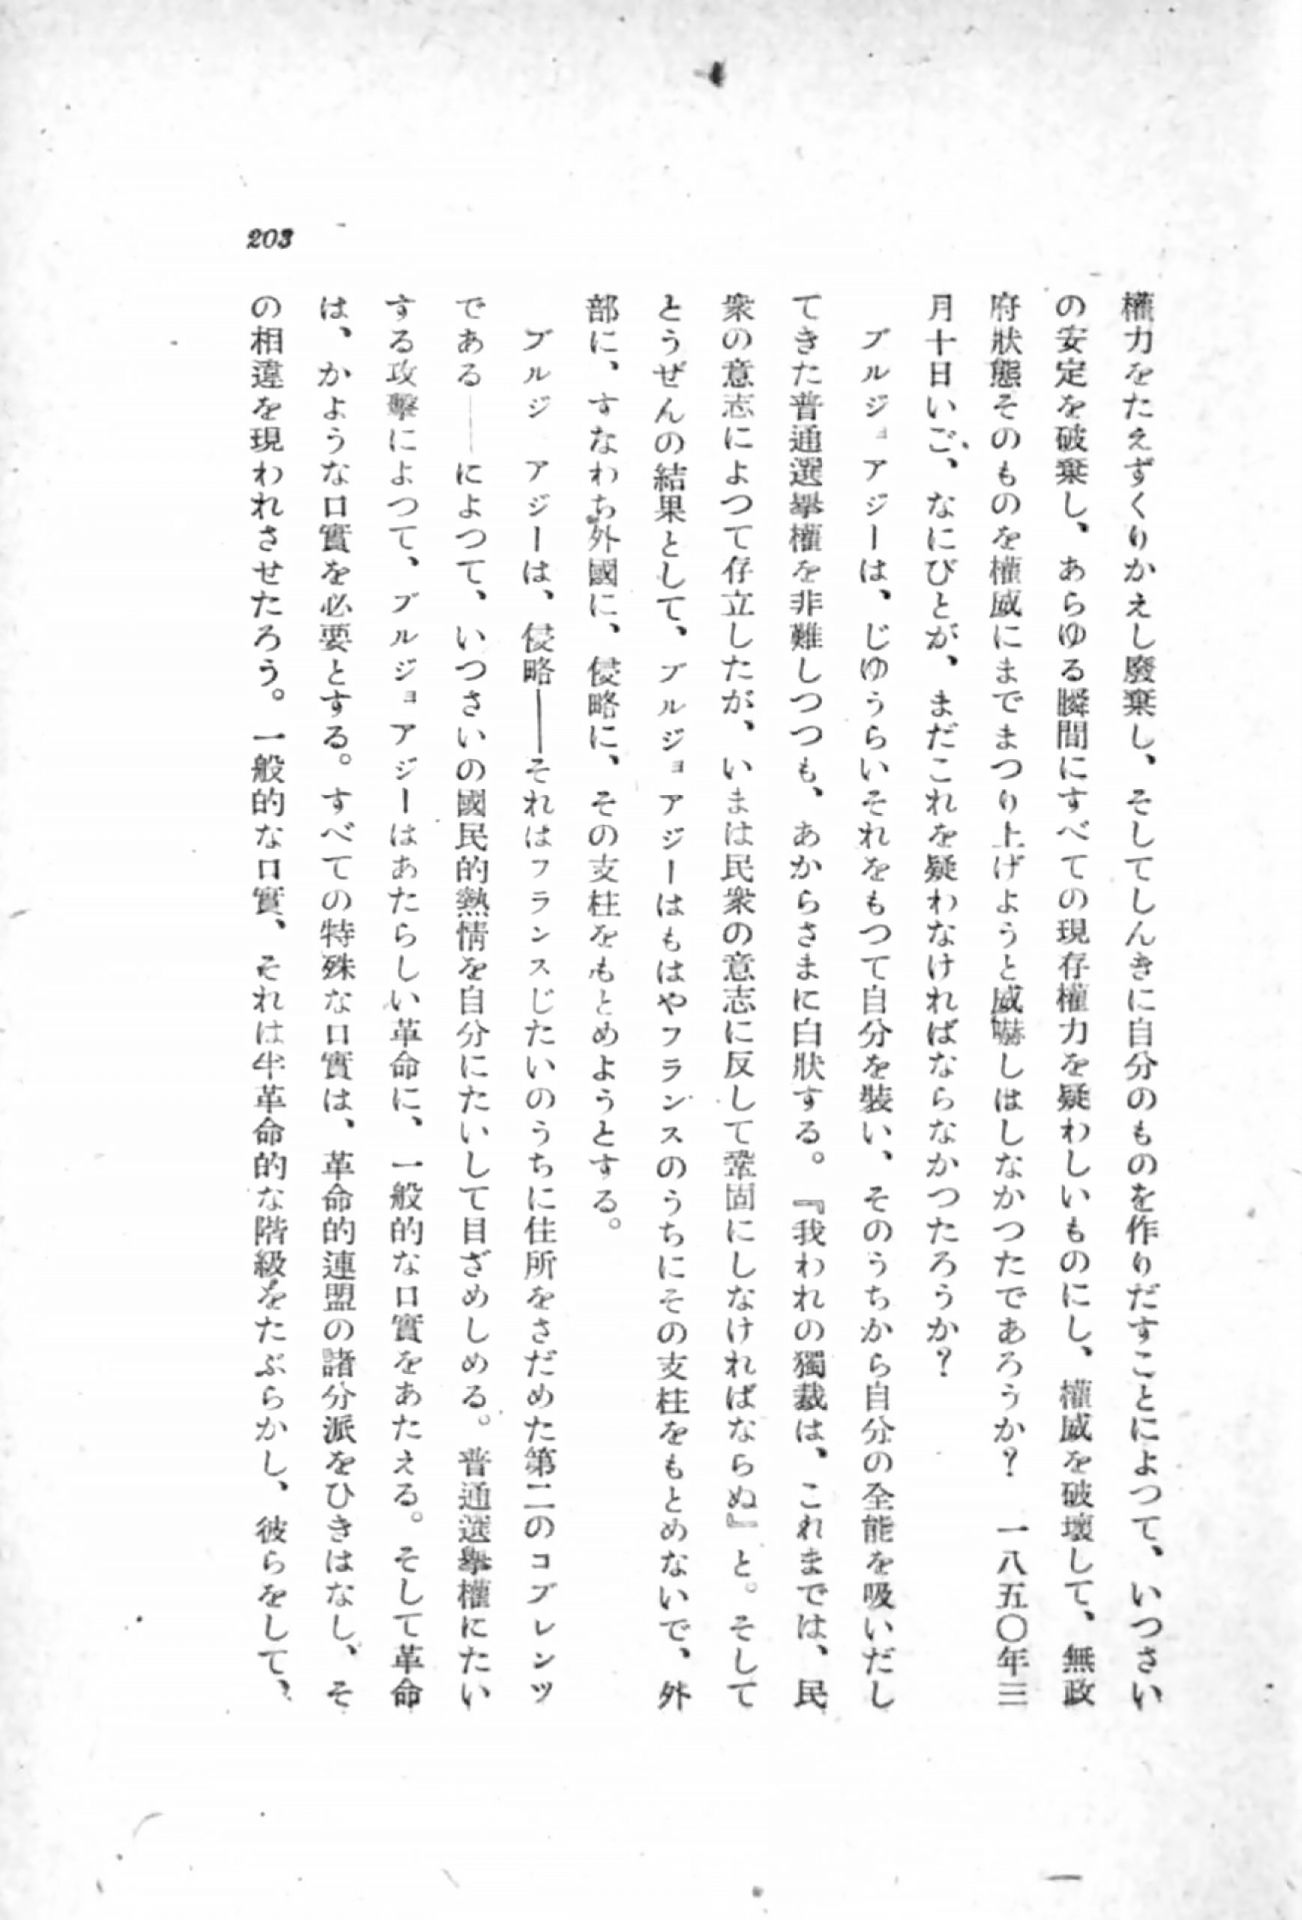 權力をたえずくりかえし廢棄し、そしてしんきに自分のものを作りだすことによつて、いつさい
の安定を破棄し、あらゆる瞬間にすべての現存權力を疑わしいものにし、權威を破壞して、無政
府狀態そのものを權威にまでまつり上げようと威嚇しはしなかつたであろうか？　一八五〇年三
月十日いご、なにびとが、まだこれを疑わなければならなかつたろうか？
　ブルジョアジーは、じゆうらいそれをもつて自分を裝い、そのうちから自分の全能を吸いだし
てきた普通選擧權を非難しつつも、あからさまに白狀する。『我われの獨裁は、これまでは、民
衆の意志によつて存立したが、いまは民衆の意志に反して鞏固にしなければならぬ』と。そして
とうぜんの結果として、ブルジョアジーはもはやフランスのうちにその支柱をもとめないで、外
部に、すなわち外國に、侵略に、その支柱をもとめようとする。
　ブルジ アジーは、侵略――それはフランスじたいのうちに住所をさだめた第二のコブレンツ
である――によつて、いつさいの國民的熱情を自分にたいして目ざめしめる。普通選擧權にたい
する攻擊によつて、ブルジョアジーはあたらしい革命に、一般的な口實をあたえる。そして革命
は、かような口實を必要とする。すべての特殊な口實は、革命的連盟の諸分派をひきはなし、そ
の相違を現われさせたろう。一般的な口實、それは半革命的な階級をたぶらかし、彼らをして、
203